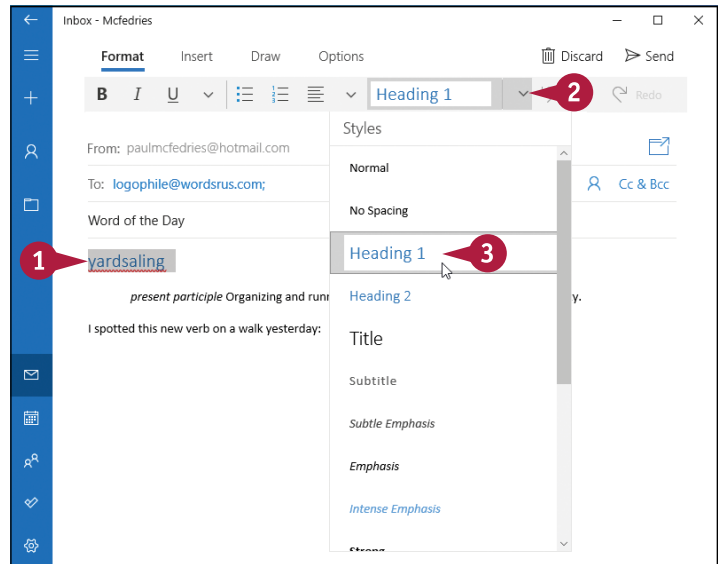 Inbox - Mcfedries
Format Insert Draw Options Discard Send
B I U Heading 1 2 Redo
Styles
From: paulmcfedries@hotmail.com
Normal
To: logophile@wordsrus.com; Cc & Bcc
No Spacing
Word of the Day
Heading 1 3
1 yardsaling
Heading 2
present participle Organizing and runn y.
I spotted this new verb on a walk yesterday:
Title
Subtitle
Subtle Emphasis
Emphasis
Intense Emphasis
Strong